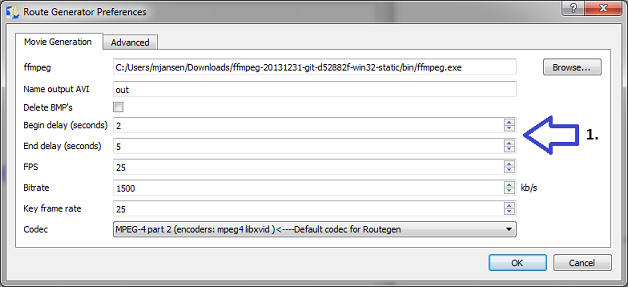 Route Generator Preferences
Movie Generation Advanced
ffmpeg C:/Users/mjansen/Downloads/ffmpeg-20131231-git-d52882f-win32-static/bin/ffmpeg.exe Browse...
Name output AVI out
Delete BMP's
Begin delay (seconds) 2
1.
End delay (seconds) 5
FPS 25
Bitrate 1500 kb/s
Key frame rate 25
Codec MPEG-4 part 2 (encoders: mpeg4 libxvid )<----Default codec for Routegen
OK Cancel